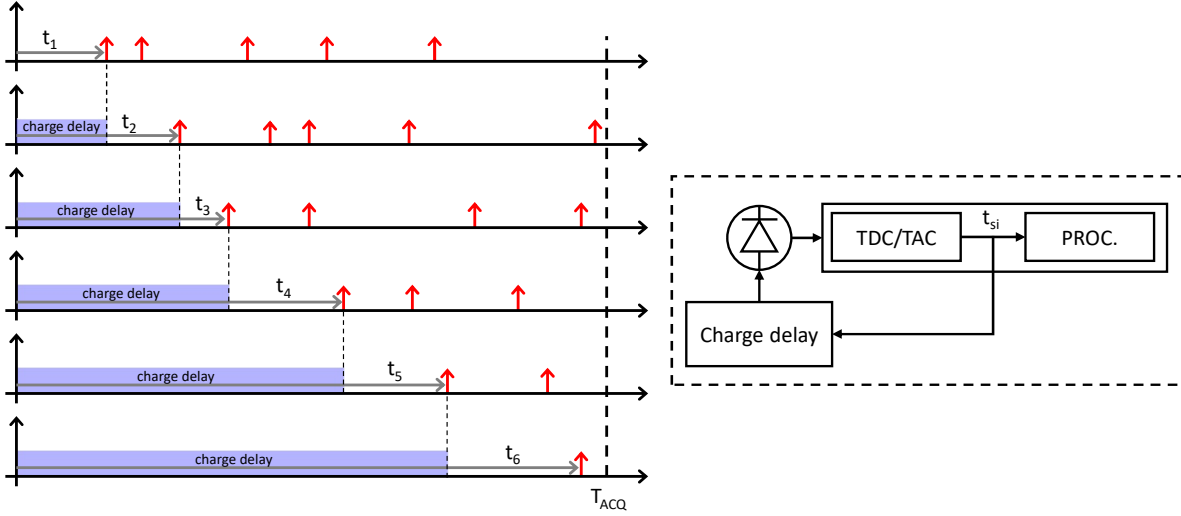 t1
charge delay
t2
charge delay
t3
charge delay
t4
charge delay
t5
charge delay
t6
TACQ
TDC/TAC
tsi
PROC.
Charge delay